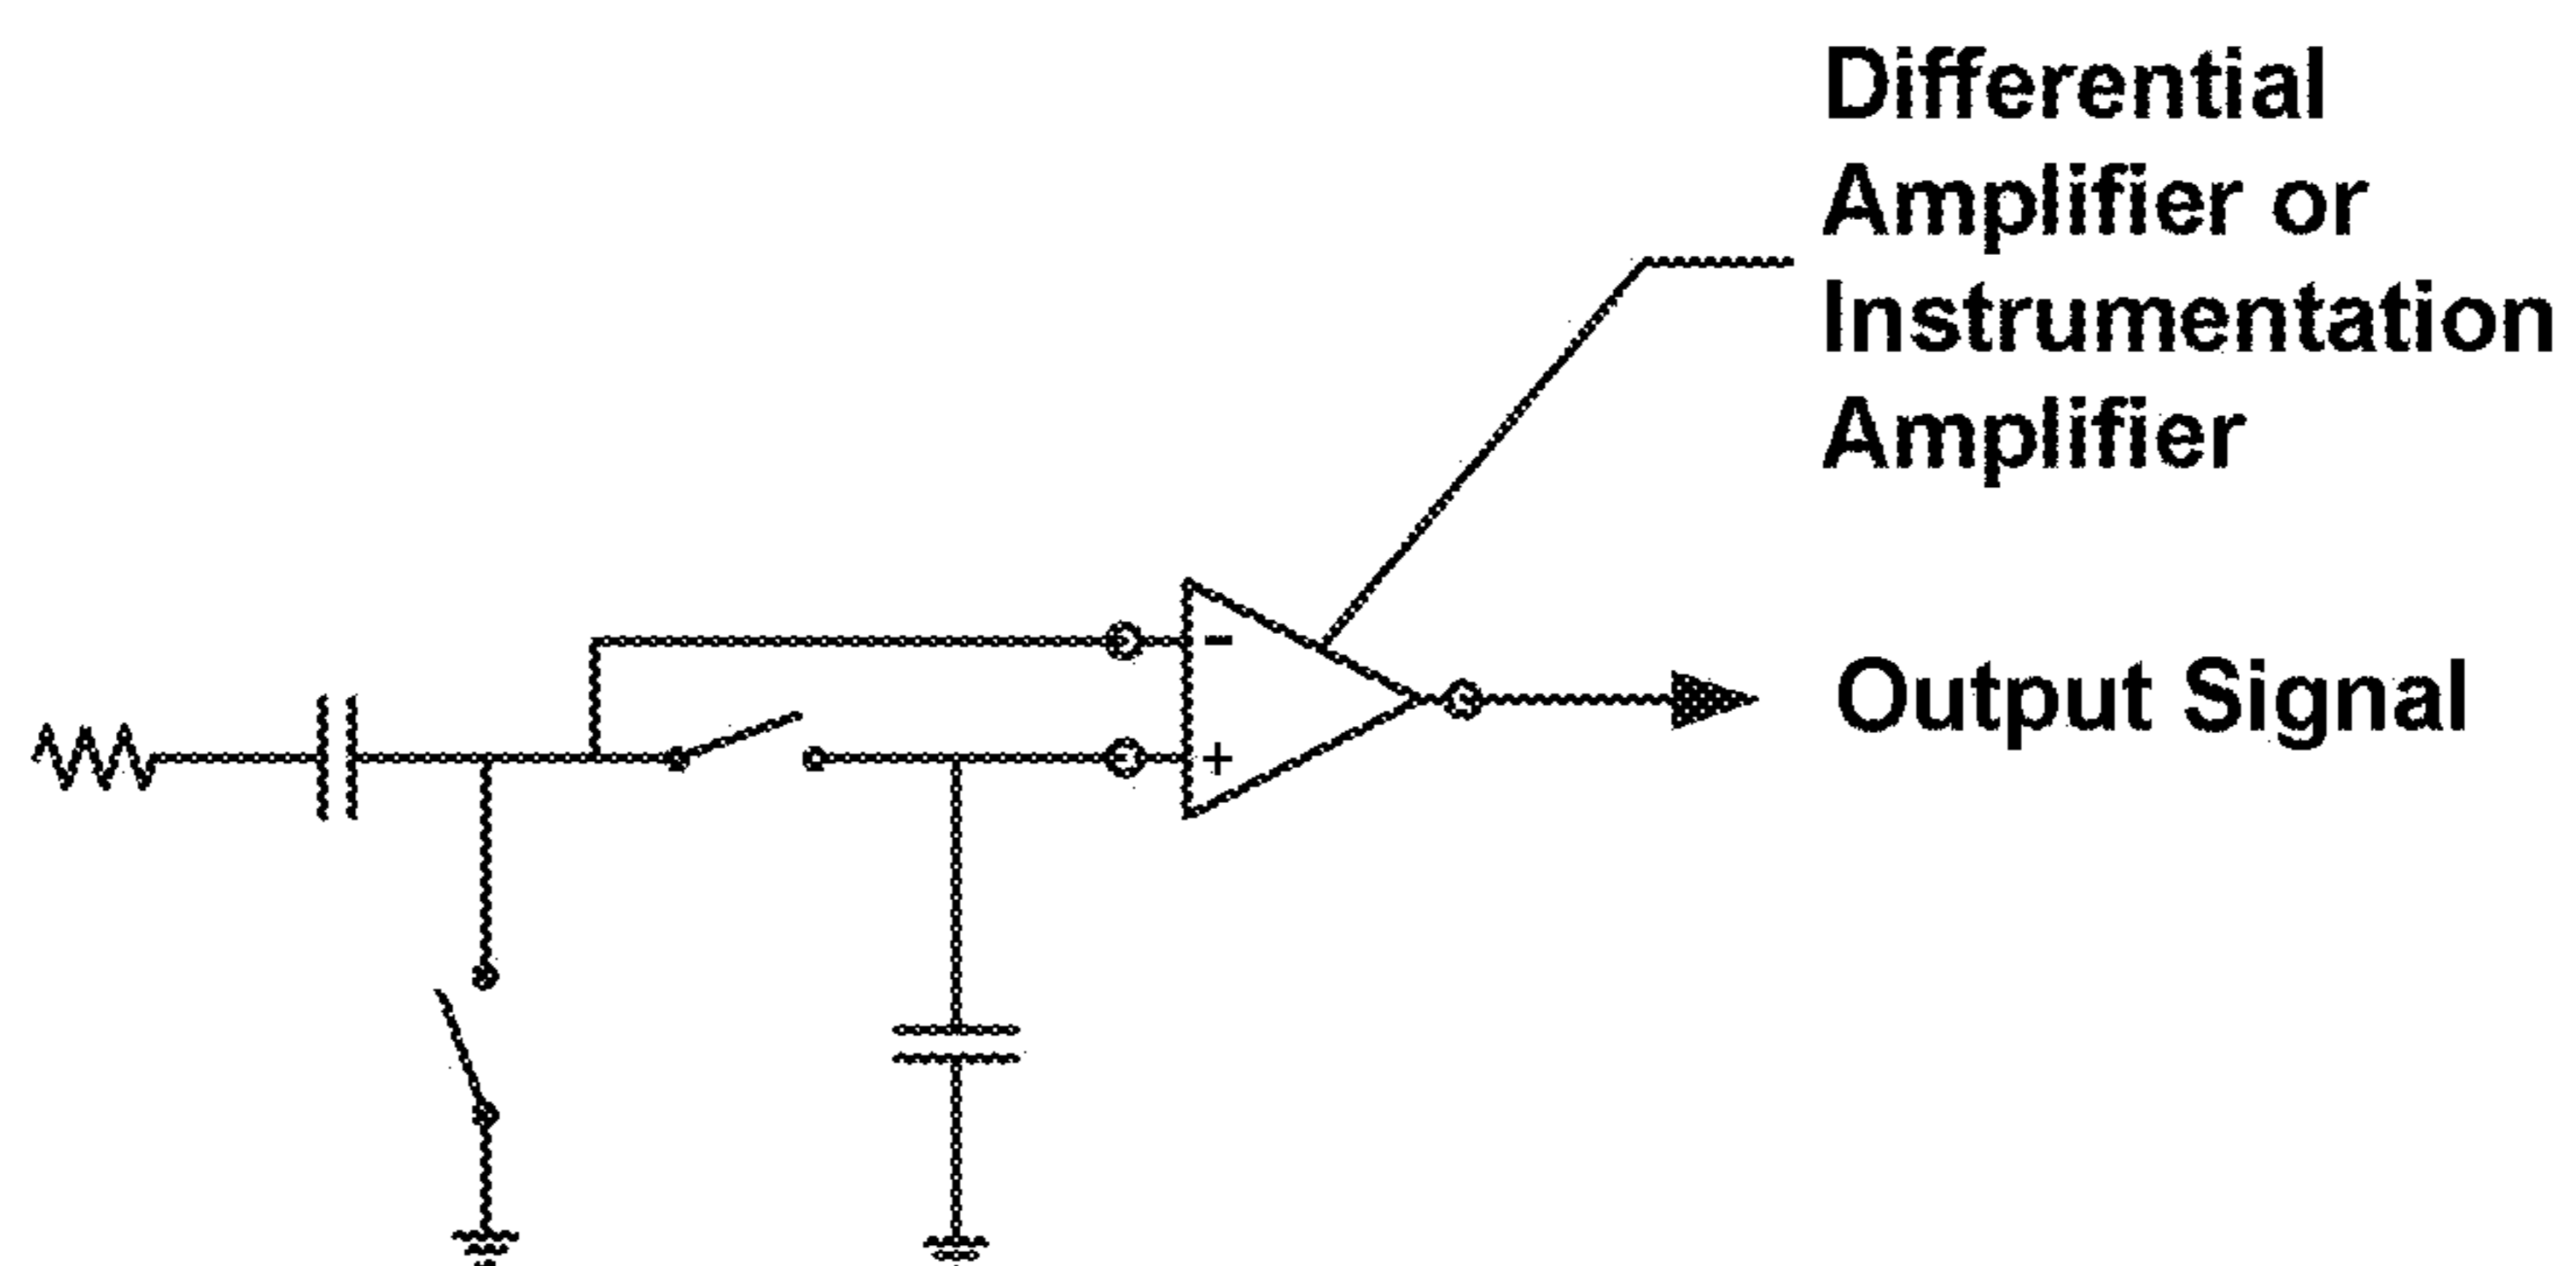 Differential
Amplifier or
Instrumentation
Amplifier
-
+
Output Signal